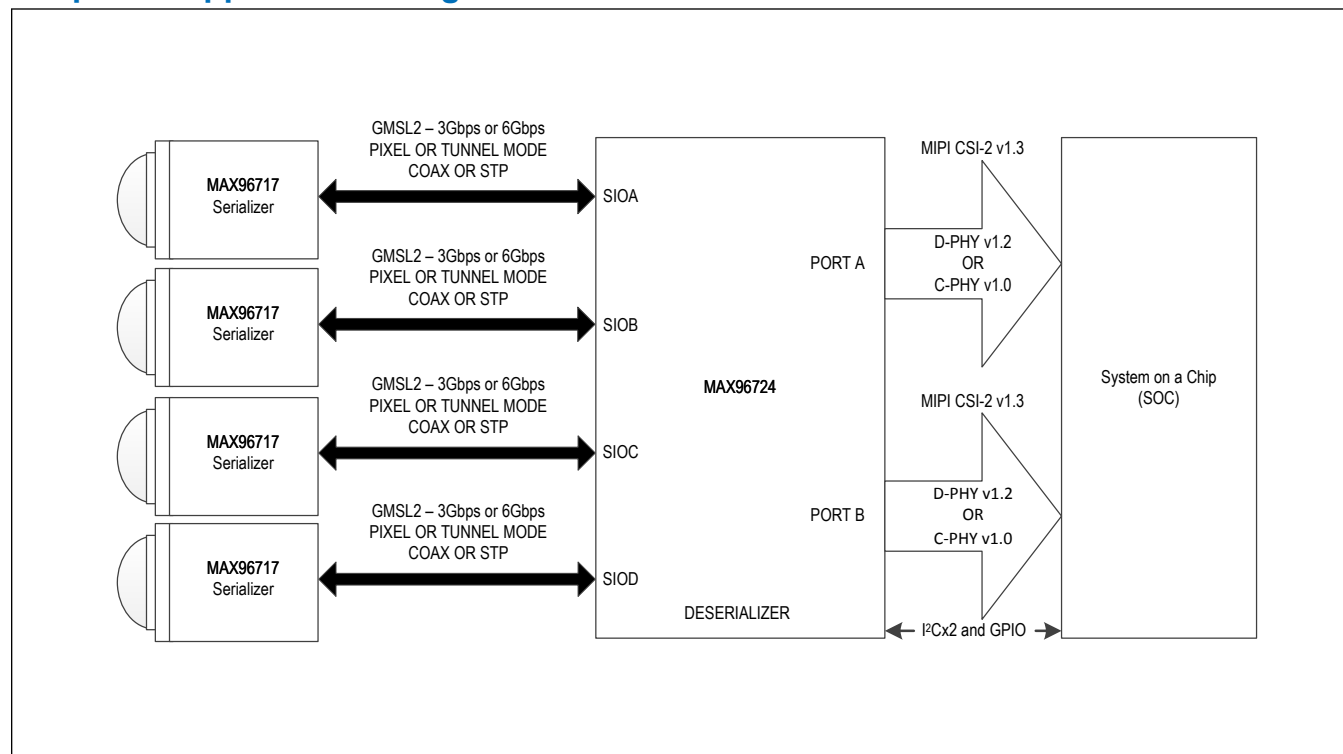 MAX96717
Serializer
GMSL2 – 3Gbps or 6Gbps
PIXEL OR TUNNEL MODE
COAX OR STP
SIOA
MAX96717
Serializer
GMSL2 – 3Gbps or 6Gbps
PIXEL OR TUNNEL MODE
COAX OR STP
SIOB
MAX96717
Serializer
GMSL2 – 3Gbps or 6Gbps
PIXEL OR TUNNEL MODE
COAX OR STP
SIOC
MAX96717
Serializer
GMSL2 – 3Gbps or 6Gbps
PIXEL OR TUNNEL MODE
COAX OR STP
SIOD
MAX96724
DESERIALIZER
PORT A
MIPI CSI-2 v1.3
D-PHY v1.2
OR
C-PHY v1.0
PORT B
MIPI CSI-2 v1.3
D-PHY v1.2
OR
C-PHY v1.0
I²Cx2 and GPIO
System on a Chip
(SOC)